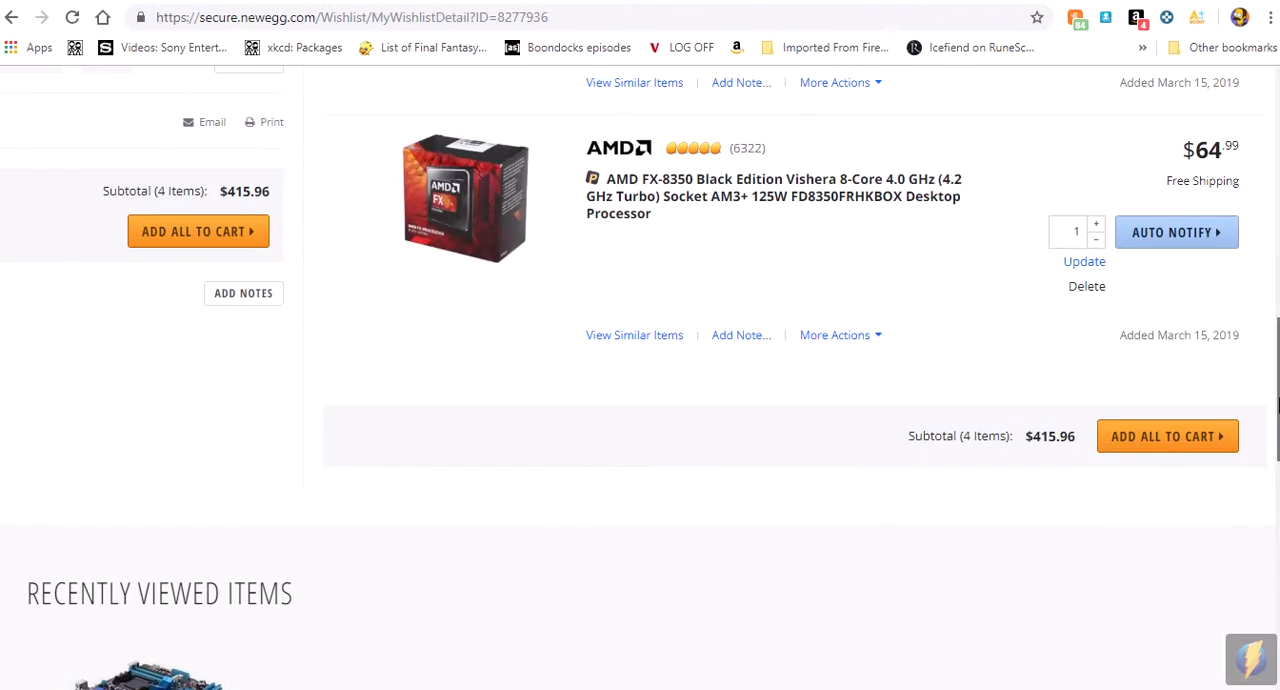 https://secure.newegg.com/Wishlist/MyWishlistDetail?ID=8277936
84
4
Apps
S
Videos: Sony Entert...
xkcd: Packages
List of Final Fantasy...
[as]
Boondocks episodes
V
LOG OFF
a
Imported From Fire...
R
Icefiend on RuneSc...
»
Other bookmarks
View Similar Items
Add Note...
More Actions
Added March 15, 2019
Email
Print
Subtotal (4 Items): $415.96
ADD ALL TO CART
ADD NOTES
AMD
FX
AMD
(6322)
$64.99
Free Shipping
AMD FX-8350 Black Edition Vishera 8-Core 4.0 GHz (4.2
GHz Turbo) Socket AM3+ 125W FD8350FRHKBOX Desktop
Processor
1
+
−
AUTO NOTIFY
Update
Delete
View Similar Items
Add Note...
More Actions
Added March 15, 2019
Subtotal (4 Items): $415.96
ADD ALL TO CART
RECENTLY VIEWED ITEMS